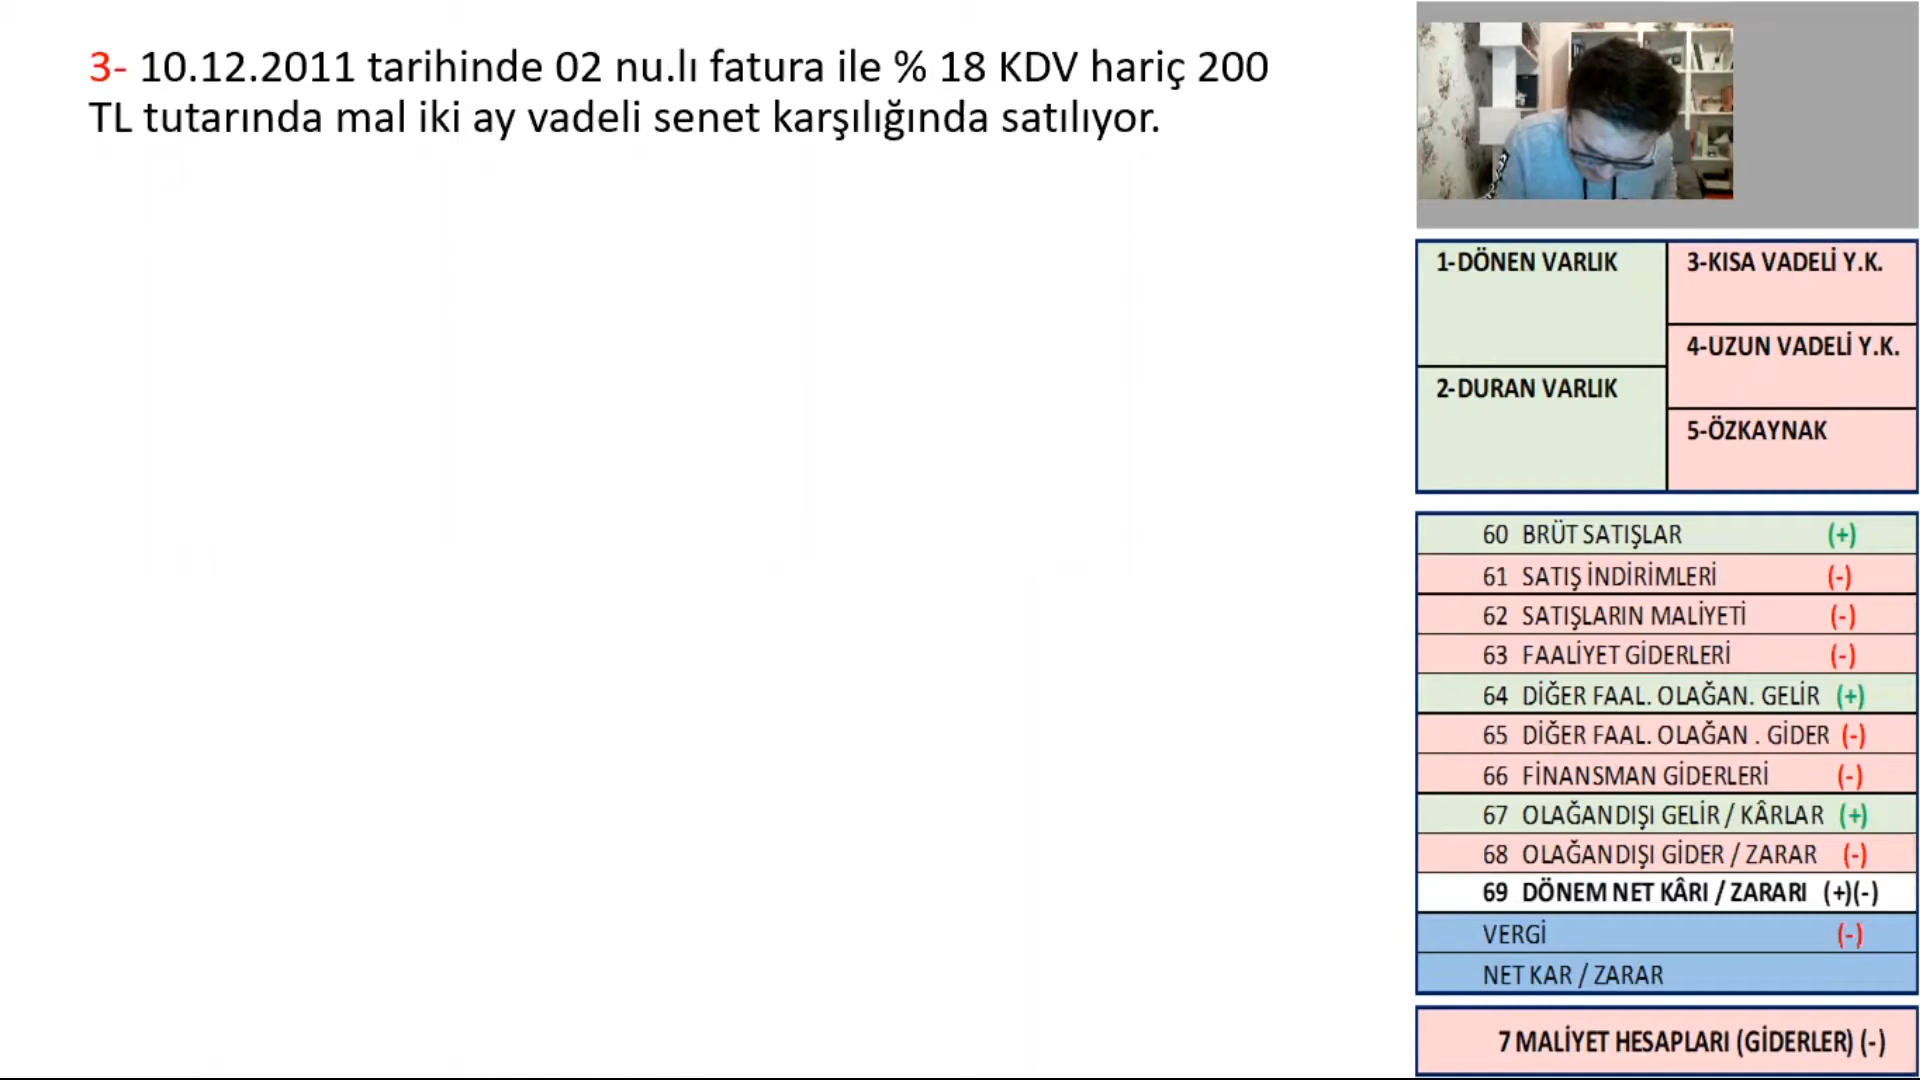 3- 10.12.2011 tarihinde 02 nu.lı fatura ile % 18 KDV hariç 200
TL tutarında mal iki ay vadeli senet karşılığında satılıyor.
1-DÖNEN VARLIK
2-DURAN VARLIK
3-KISA VADELİ Y.K.
4-UZUN VADELİ Y.K.
5-ÖZKAYNAK
60 BRÜT SATIŞLAR (+)
61 SATIŞ İNDİRİMLERİ (-)
62 SATIŞLARIN MALİYETİ (-)
63 FAALİYET GİDERLERİ (-)
64 DİĞER FAAL. OLAĞAN. GELİR (+)
65 DİĞER FAAL. OLAĞAN . GİDER (-)
66 FİNANSMAN GİDERLERİ (-)
67 OLAĞANDIŞI GELİR / KÂRLAR (+)
68 OLAĞANDIŞI GİDER / ZARAR (-)
69 DÖNEM NET KÂRI / ZARARI (+)(-)
VERGİ (-)
NET KAR / ZARAR
7 MALİYET HESAPLARI (GİDERLER) (-)